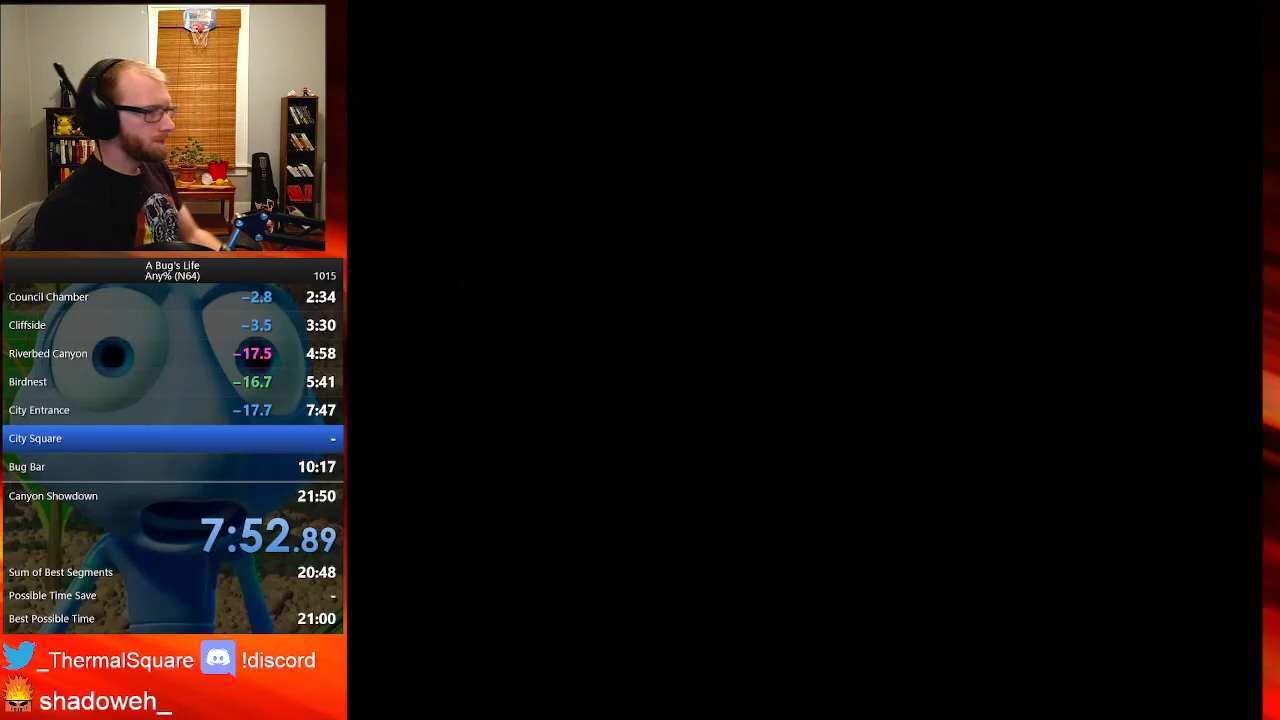 A Bug's Life
Any% (N64) 1015
Council Chamber −2.8 2:34
Cliffside −3.5 3:30
Riverbed Canyon −17.5 4:58
Birdnest −16.7 5:41
City Entrance −17.7 7:47
City Square -
Bug Bar 10:17
Canyon Showdown 21:50
7:52.89
Sum of Best Segments 20:48
Possible Time Save -
Best Possible Time 21:00
_ThermalSquare !discord
shadoweh_